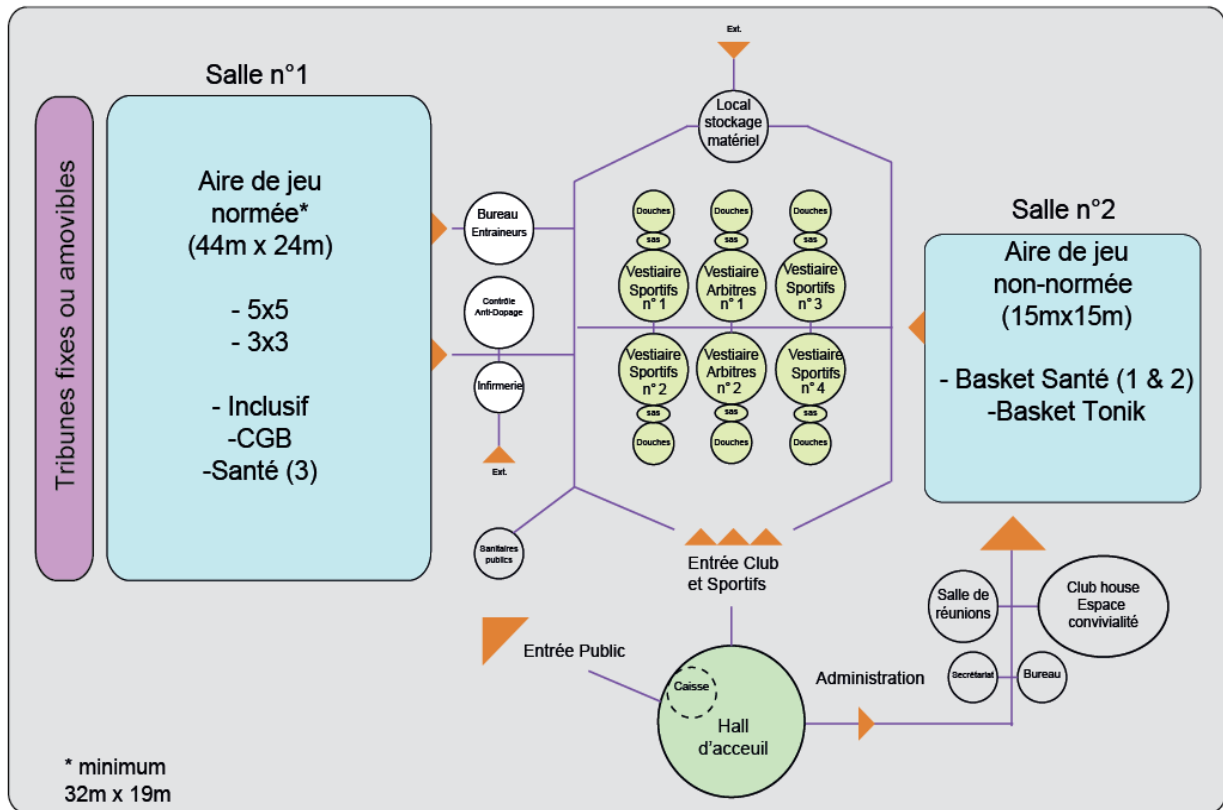 Salle n°1
Tribunes fixes ou amovibles
Aire de jeu
normée*
(44m x 24m)
- 5x5
- 3x3
- Inclusif
-CGB
-Santé (3)
Bureau
Entraineurs
Contrôle
Anti-Dopage
Infirmerie
Ext.
Sanitaires
publics
Ext.
Local
stockage
matériel
Douches
Douches
Douches
sas
sas
sas
Vestiaire
Sportifs
n°1
Vestiaire
Arbitres
n°1
Vestiaire
Sportifs
n°3
Vestiaire
Sportifs
n°2
Vestiaire
Arbitres
n°2
Vestiaire
Sportifs
n°4
sas
sas
sas
Douches
Douches
Douches
Salle n°2
Aire de jeu
non-normée
(15mx15m)
- Basket Santé (1 & 2)
-Basket Tonik
Entrée Club
et Sportifs
Entrée Public
Caisse
Hall
d'acceuil
Administration
Salle de
réunions
Club house
Espace
convivialité
Secrétariat
Bureau
* minimum
32m x 19m